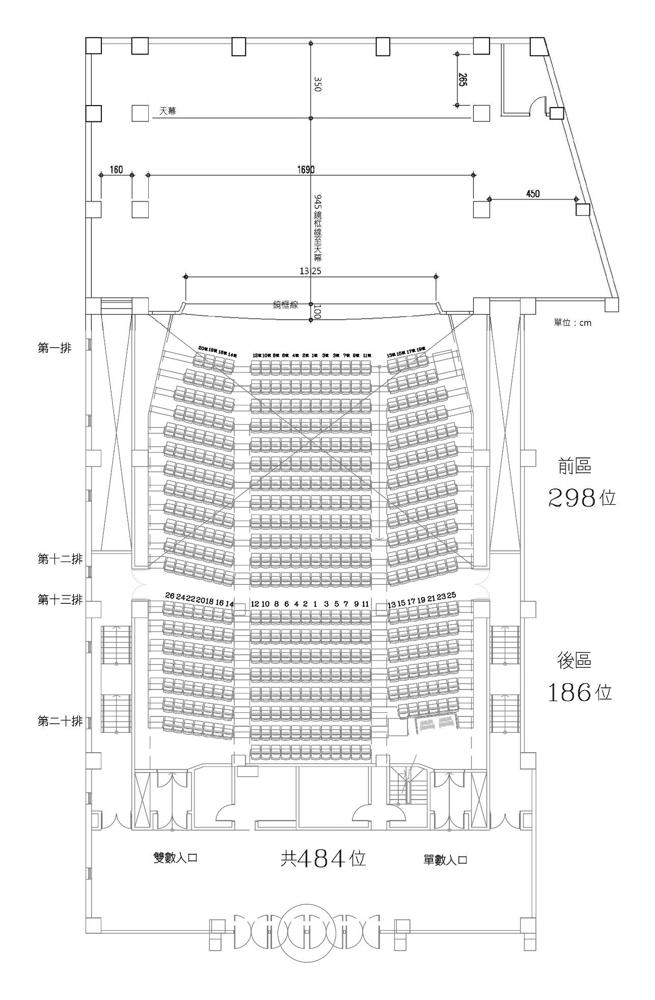 350
265
天幕
160
1690
450
945 鏡框線至天幕
1325
鏡框線
100
單位：cm
第一排
20號 18號 16號 14號
12號 10號 8號 6號 4號 2號 1號 3號 3號 7號 9號 11號
13號 15號 17號 19號
前區
298位
第十二排
第十三排
26 24 22 20 18 16 14
12 10 8 6 4 2 1 3 5 7 9 11
13 15 17 19 21 23 25
後區
186位
第二十排
雙數入口
共484位
單數入口